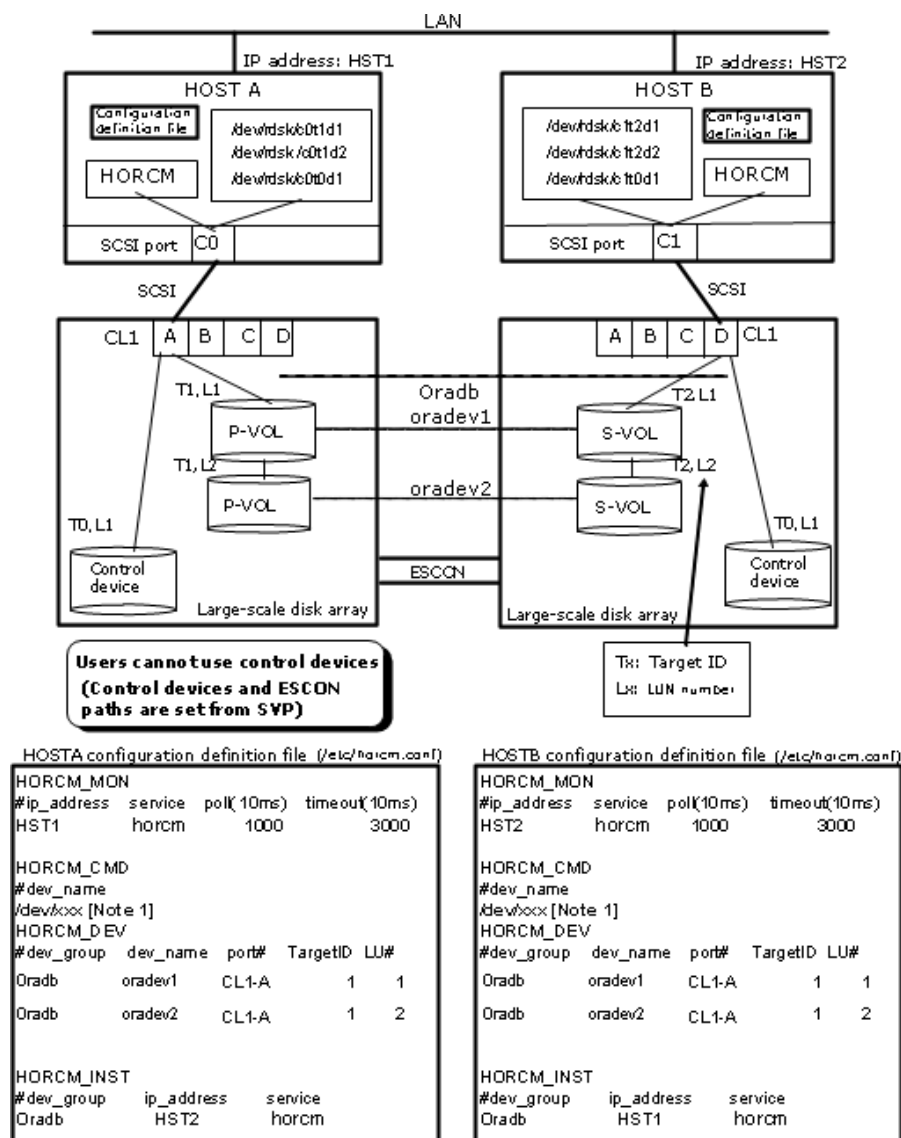 LAN
IP address: HST1
IP address: HST2
HOST A
HOST B
Configuration
definition file
/dev/rdsk/c0t1d1
/dev/rdsk/c0t1d2
/dev/rdsk/c0t0d1
HORCM
/dev/rdsk/c1t2d1
/dev/rdsk/c1t2d2
/dev/rdsk/c1t0d1
Configuration
definition file
HORCM
SCSI port C0
SCSI port C1
SCSI
SCSI
CL1 A B C D
A B C D CL1
T1, L1
Oradb
T2, L1
P-VOL
oradev1
S-VOL
T1, L2
T2, L2
P-VOL
oradev2
S-VOL
T0, L1
T0, L1
Control
device
Control
device
ESCON
Large-scale disk array
Large-scale disk array
Users cannot use control devices
(Control devices and ESCON
paths are set from SVP)
Tx: Target ID
Lx: LUN number
HOSTA configuration definition file (/etc/horcm.conf)
HORCM_MON
#ip_address service poll(10ms) timeout(10ms)
HST1 horcm 1000 3000
HORCM_CMD
#dev_name
/dev/xxx [Note 1]
HORCM_DEV
#dev_group dev_name port# TargetID LU#
Oradb oradev1 CL1-A 1 1
Oradb oradev2 CL1-A 1 2
HORCM_INST
#dev_group ip_address service
Oradb HST2 horcm
HOSTB configuration definition file (/etc/horcm.conf)
HORCM_MON
#ip_address service poll(10ms) timeout(10ms)
HST2 horcm 1000 3000
HORCM_CMD
#dev_name
/dev/xxx [Note 1]
HORCM_DEV
#dev_group dev_name port# TargetID LU#
Oradb oradev1 CL1-A 1 1
Oradb oradev2 CL1-A 1 2
HORCM_INST
#dev_group ip_address service
Oradb HST1 horcm